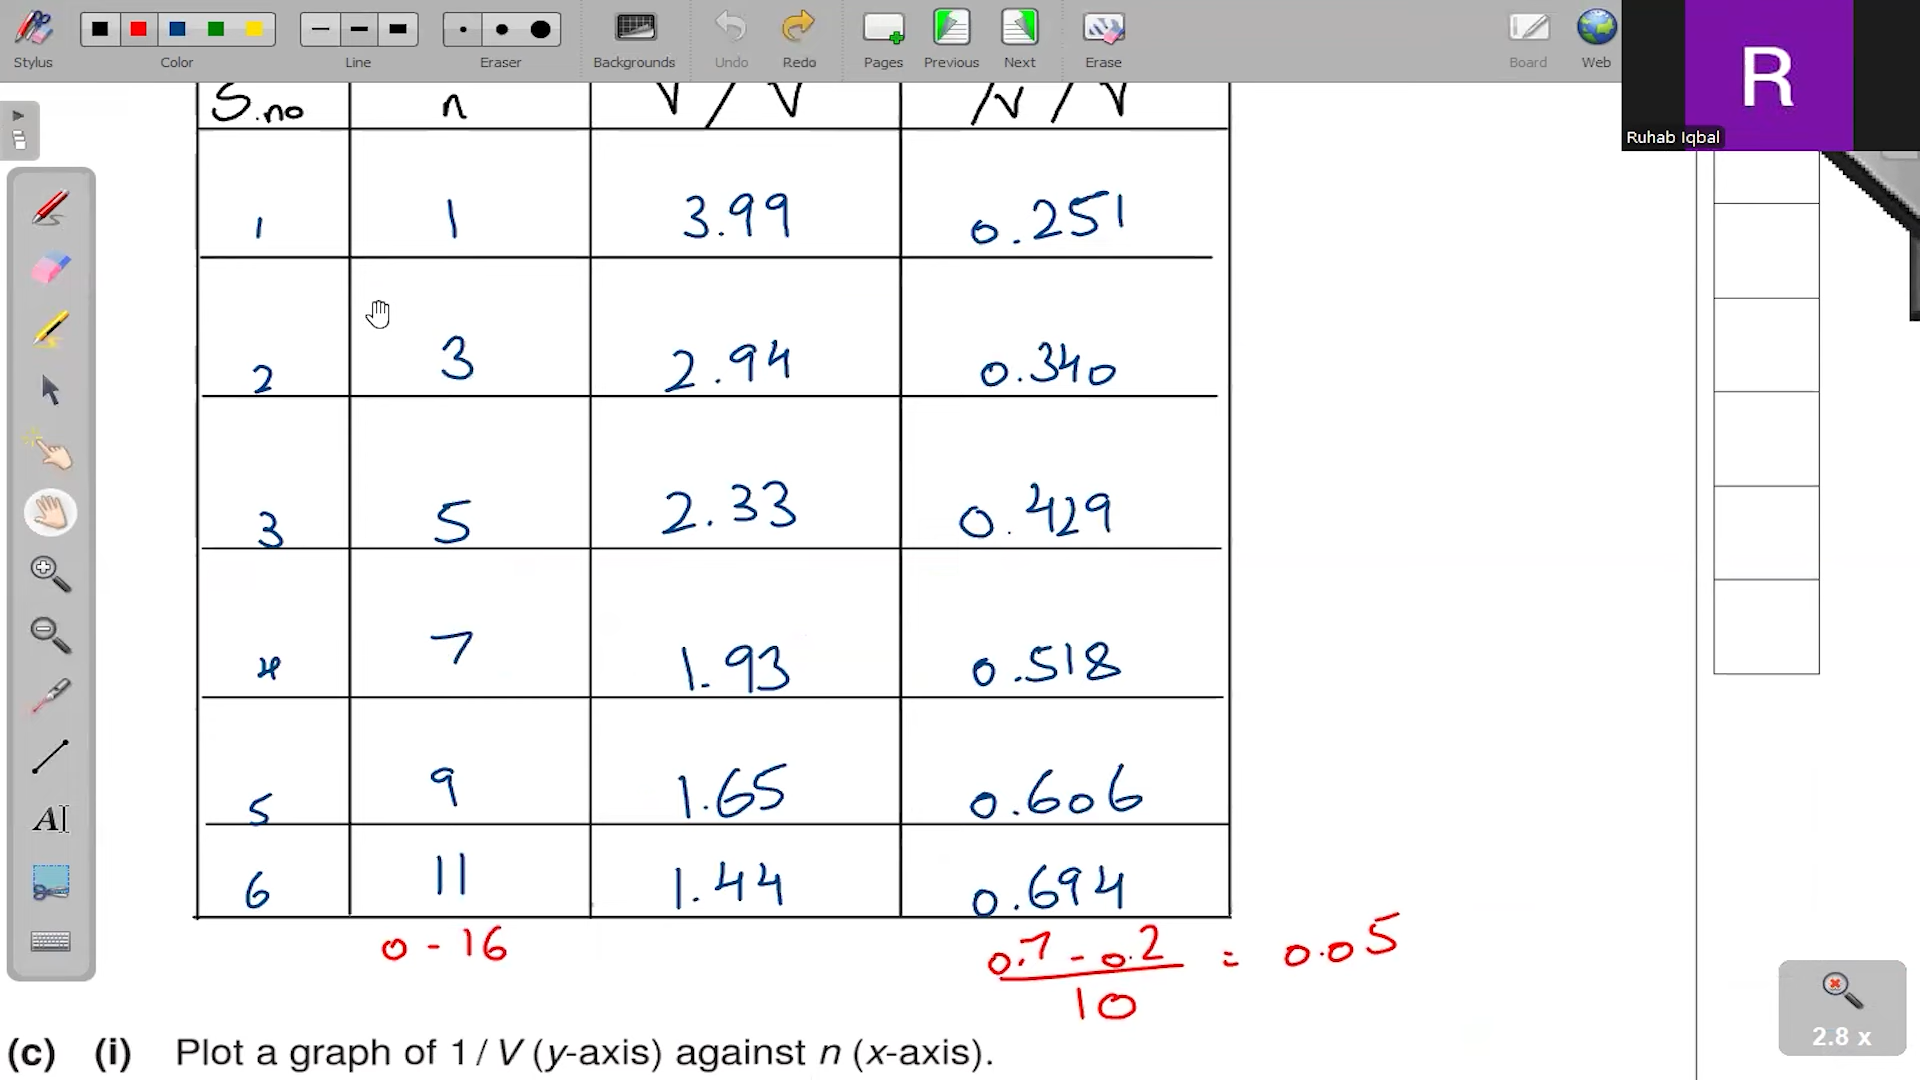 Stylus Color Line Eraser Backgrounds Undo Redo Pages Previous Next Erase Board Web
R
Ruhab Iqbal
S.no n V / V 1/V / V
1 1 3.99 0.251
2 3 2.94 0.340
3 5 2.33 0.429
4 7 1.93 0.518
5 9 1.65 0.606
6 11 1.44 0.694
0 - 16
0.7 - 0.2 = 0.05
10
(c) (i) Plot a graph of 1 / V (y-axis) against n (x-axis).
2.8 x